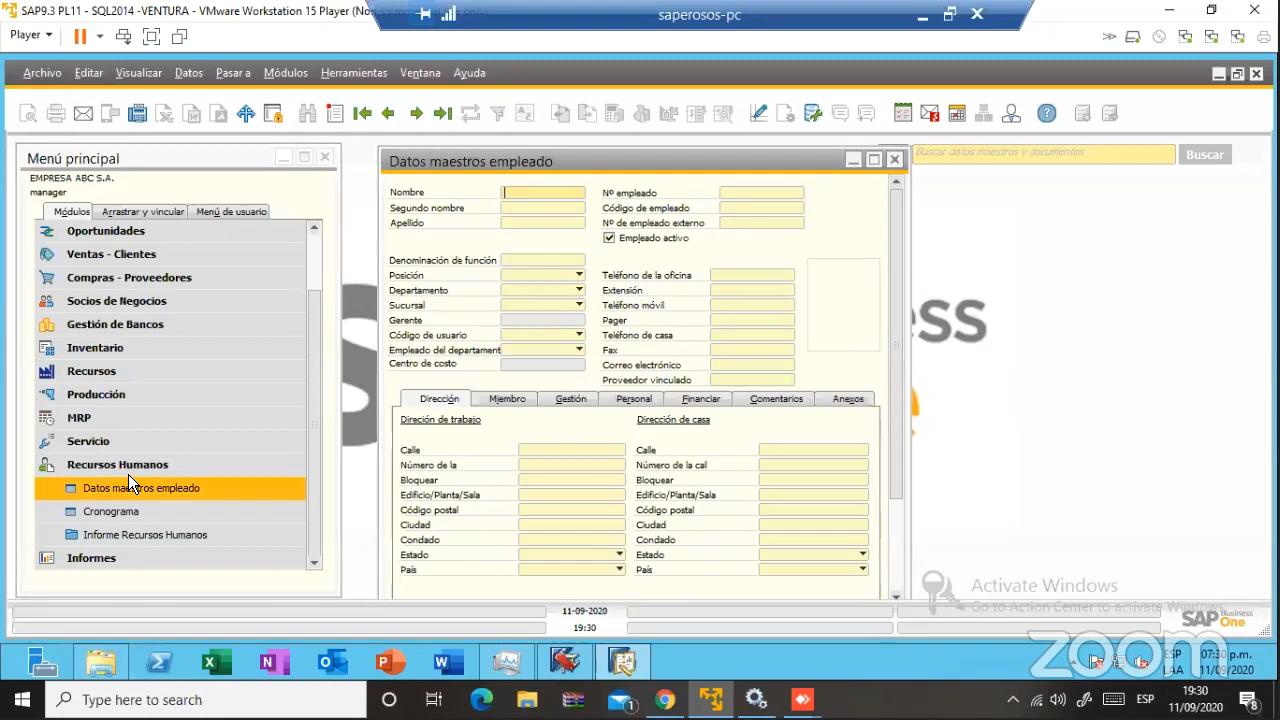 SAP9.3 PL11 - SQL2014 -VENTURA - VMware Workstation 15 Player
saperosos-pc
Player
Archivo Editar Visualizar Datos Pasar a Módulos Herramientas Ventana Ayuda
Menú principal
EMPRESA ABC S.A.
manager
Módulos Arrastrar y vincular Menú de usuario
Oportunidades
Ventas - Clientes
Compras - Proveedores
Socios de Negocios
Gestión de Bancos
Inventario
Recursos
Producción
MRP
Servicio
Recursos Humanos
Datos maestros empleado
Cronograma
Informe Recursos Humanos
Informes
Datos maestros empleado
Nombre
Segundo nombre
Apellido
Nº empleado
Código de empleado
Nº de empleado externo
Empleado activo
Denominación de función
Posición
Departamento
Sucursal
Gerente
Código de usuario
Empleado del departament
Centro de costo
Teléfono de la oficina
Extensión
Teléfono móvil
Pager
Teléfono de casa
Fax
Correo electrónico
Proveedor vinculado
Dirección Miembro Gestión Personal Financiar Comentarios Anexos
Direción de trabajo
Calle
Número de la
Bloquear
Edificio/Planta/Sala
Código postal
Ciudad
Condado
Estado
País
Dirección de casa
Calle
Número de la cal
Bloquear
Edificio/Planta/Sala
Código postal
Ciudad
Condado
Estado
País
Buscar datos maestros y documentos Buscar
ess
Activate Windows
Go to Action Center to activate Windows.
11-09-2020
19:30
SAP Business One
zoom
ESP 07:30 p.m.
LAA 11/09/2020
Type here to search
1
ESP
19:30
11/09/2020
8